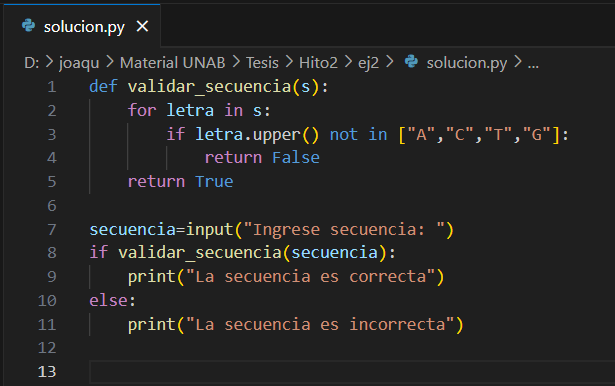 solucion.py ×
D: > joaqu > Material UNAB > Tesis > Hito2 > ej2 > solucion.py > ...
1 def validar_secuencia(s):
2     for letra in s:
3         if letra.upper() not in ["A","C","T","G"]:
4             return False
5     return True
6
7 secuencia=input("Ingrese secuencia: ")
8 if validar_secuencia(secuencia):
9     print("La secuencia es correcta")
10 else:
11     print("La secuencia es incorrecta")
12
13